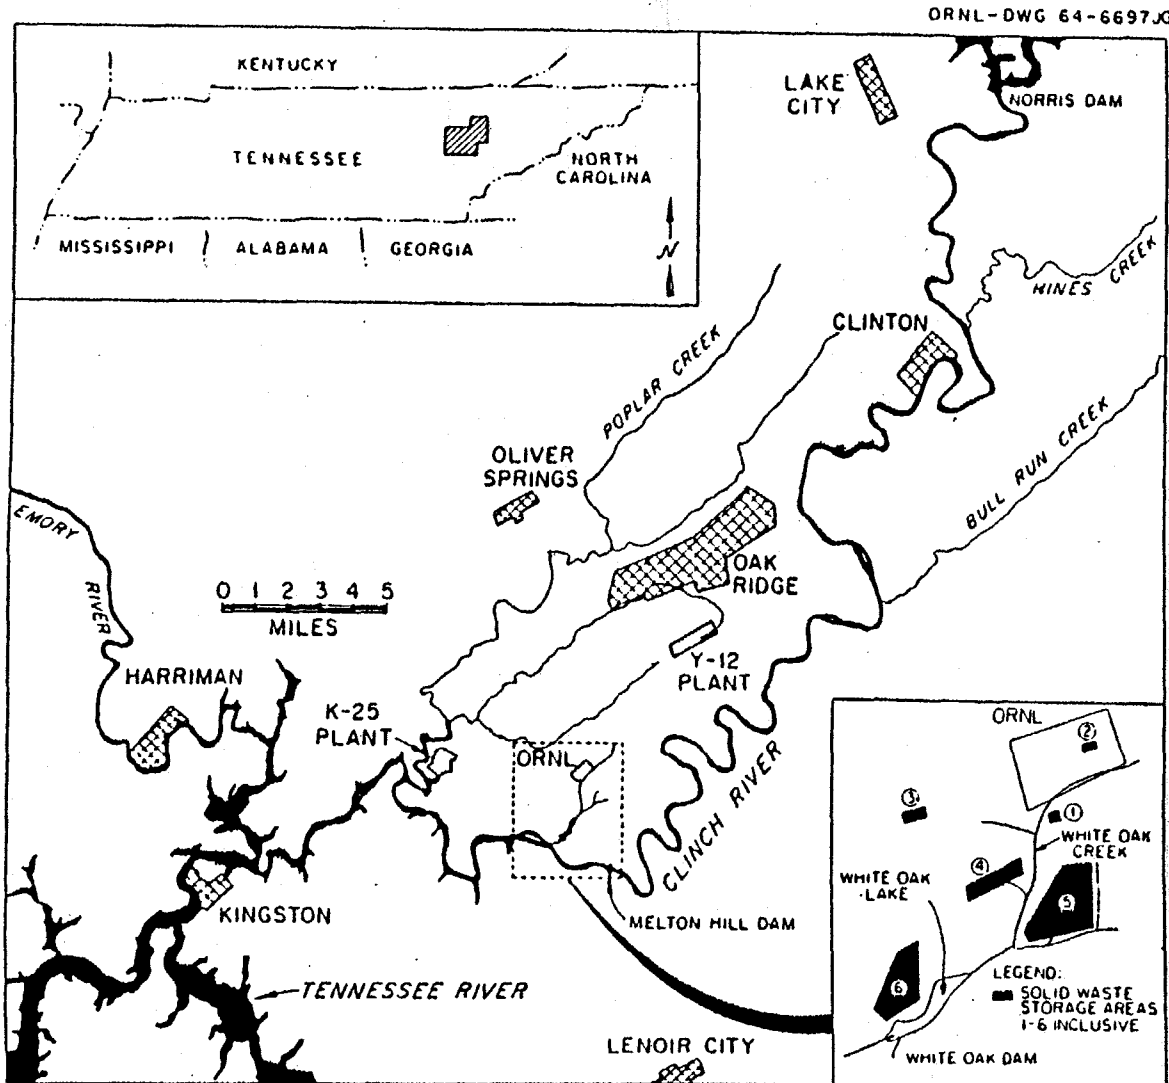 ORNL-DWG 64-6697
KENTUCKY
TENNESSEE
NORTH
CAROLINA
MISSISSIPPI
ALABAMA
GEORGIA
N
LAKE
CITY
NORRIS DAM
HINES CREEK
CLINTON
POPLAR CREEK
BULL RUN CREEK
OLIVER
SPRINGS
EMORY
RIVER
OAK
RIDGE
0 1 2 3 4 5
MILES
HARRIMAN
Y-12
PLANT
K-25
PLANT
ORNL
CLINCH RIVER
KINGSTON
MELTON HILL DAM
TENNESSEE RIVER
LENOIR CITY
ORNL
2
3
1
WHITE OAK
CREEK
4
WHITE OAK
LAKE
5
6
LEGEND:
SOLID WASTE
STORAGE AREAS
1-6 INCLUSIVE
WHITE OAK DAM